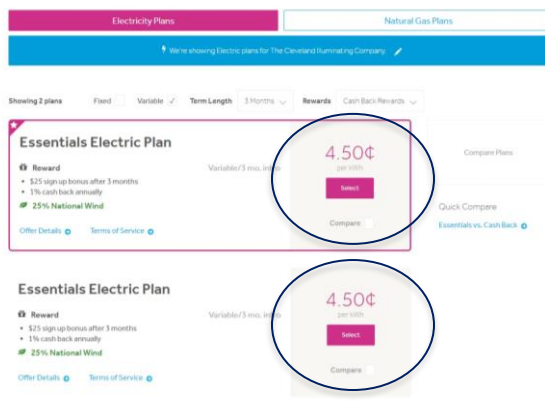 Electricity Plans
Natural Gas Plans
We're showing Electric plans for The Cleveland Illuminating Company.
Showing 2 plans
Fixed
Variable
Term Length
3 Months
Rewards
Cash Back Rewards
Essentials Electric Plan
Reward
• $25 sign up bonus after 3 months
• 1% cash back annually
25% National Wind
Offer Details
Terms of Service
Variable/3 mo. intro
4.50¢
per kWh
Select
Compare
Compare Plans
Quick Compare
Essentials vs. Cash Back
Essentials Electric Plan
Reward
• $25 sign up bonus after 3 months
• 1% cash back annually
25% National Wind
Offer Details
Terms of Service
Variable/3 mo. intro
4.50¢
per kWh
Select
Compare